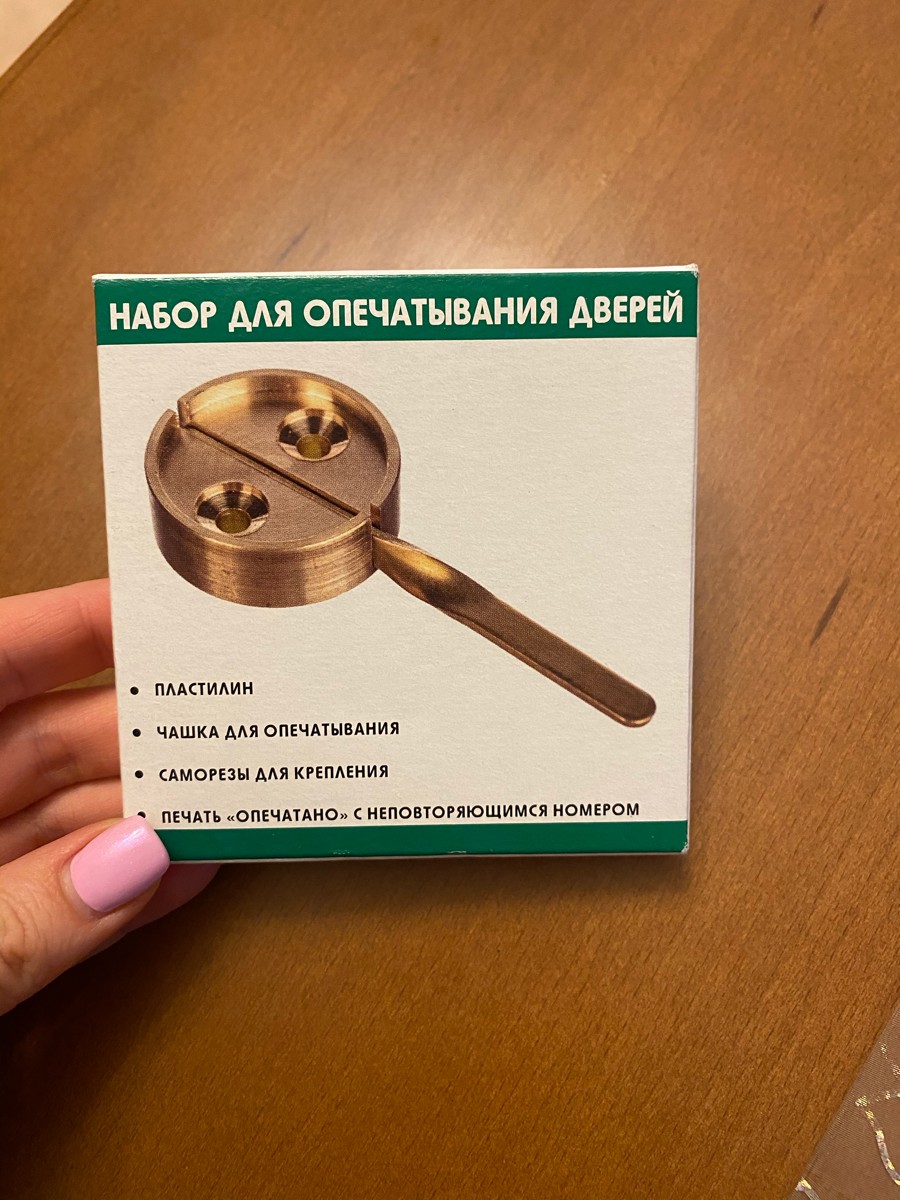 НАБОР ДЛЯ ОПЕЧАТЫВАНИЯ ДВЕРЕЙ
• ПЛАСТИЛИН
• ЧАШКА ДЛЯ ОПЕЧАТЫВАНИЯ
• САМОРЕЗЫ ДЛЯ КРЕПЛЕНИЯ
• ПЕЧАТЬ «ОПЕЧАТАНО» С НЕПОВТОРЯЮЩИМСЯ НОМЕРОМ